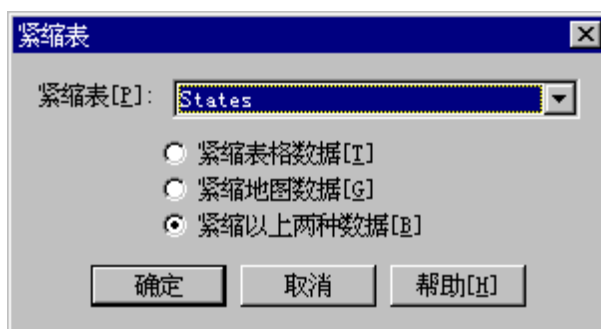 紧缩表
紧缩表[P]: States
紧缩表格数据[T]
紧缩地图数据[G]
紧缩以上两种数据[B]
确定 取消 帮助[H]